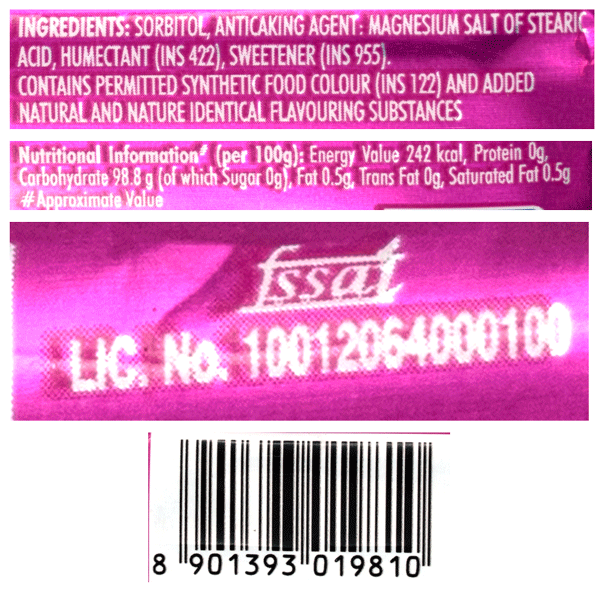 INGREDIENTS: SORBITOL, ANTICAKING AGENT: MAGNESIUM SALT OF STEARIC
ACID, HUMECTANT (INS 422), SWEETENER (INS 955).
CONTAINS PERMITTED SYNTHETIC FOOD COLOUR (INS 122) AND ADDED
NATURAL AND NATURE IDENTICAL FLAVOURING SUBSTANCES
Nutritional Information# (per 100g): Energy Value 242 kcal, Protein 0g,
Carbohydrate 98.8 g (of which Sugar 0g), Fat 0.5g, Trans Fat 0g, Saturated Fat 0.5g
#Approximate Value
fssai
LIC. No. 10012064000100
8 901393 019810